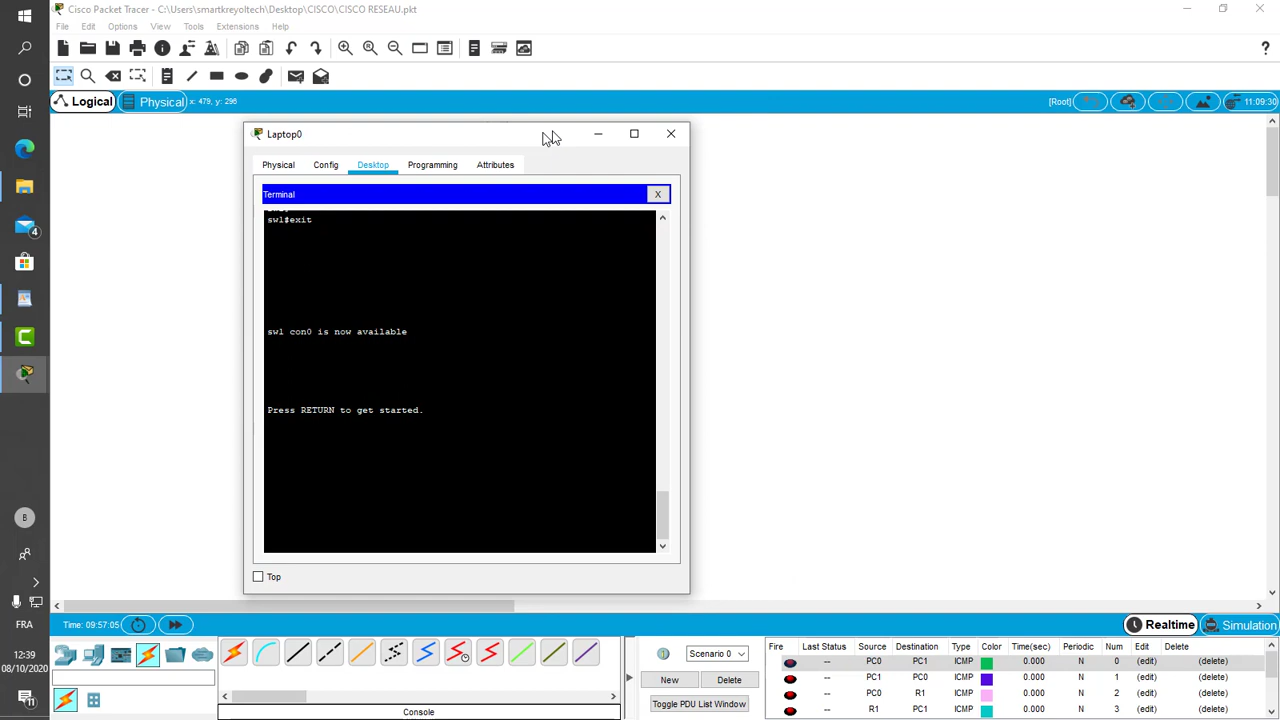 Cisco Packet Tracer - C:\Users\smartkreyoltech\Desktop\CISCO\CISCO RESEAU.pkt
File Edit Options View Tools Extensions Help
Logical Physical x: 479, y: 296 [Root] 11:09:30
Laptop0
Physical Config Desktop Programming Attributes
Terminal X
sw1$exit
sw1 con0 is now available
Press RETURN to get started.
Top
4
B
FRA
12:39
08/10/2020
11
Time: 09:57:05 Realtime Simulation
Scenario 0
New Delete
Toggle PDU List Window
Console
Fire Last Status Source Destination Type Color Time(sec) Periodic Num Edit Delete
-- PC0 PC1 ICMP 0.000 N 0 (edit) (delete)
-- PC1 PC0 ICMP 0.000 N 1 (edit) (delete)
-- PC0 R1 ICMP 0.000 N 2 (edit) (delete)
-- R1 PC1 ICMP 0.000 N 3 (edit) (delete)